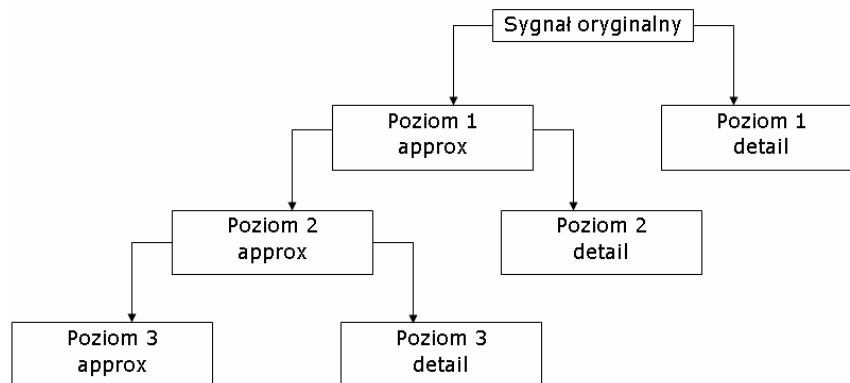 Sygnał oryginalny
Poziom 1
approx
Poziom 1
detail
Poziom 2
approx
Poziom 2
detail
Poziom 3
approx
Poziom 3
detail